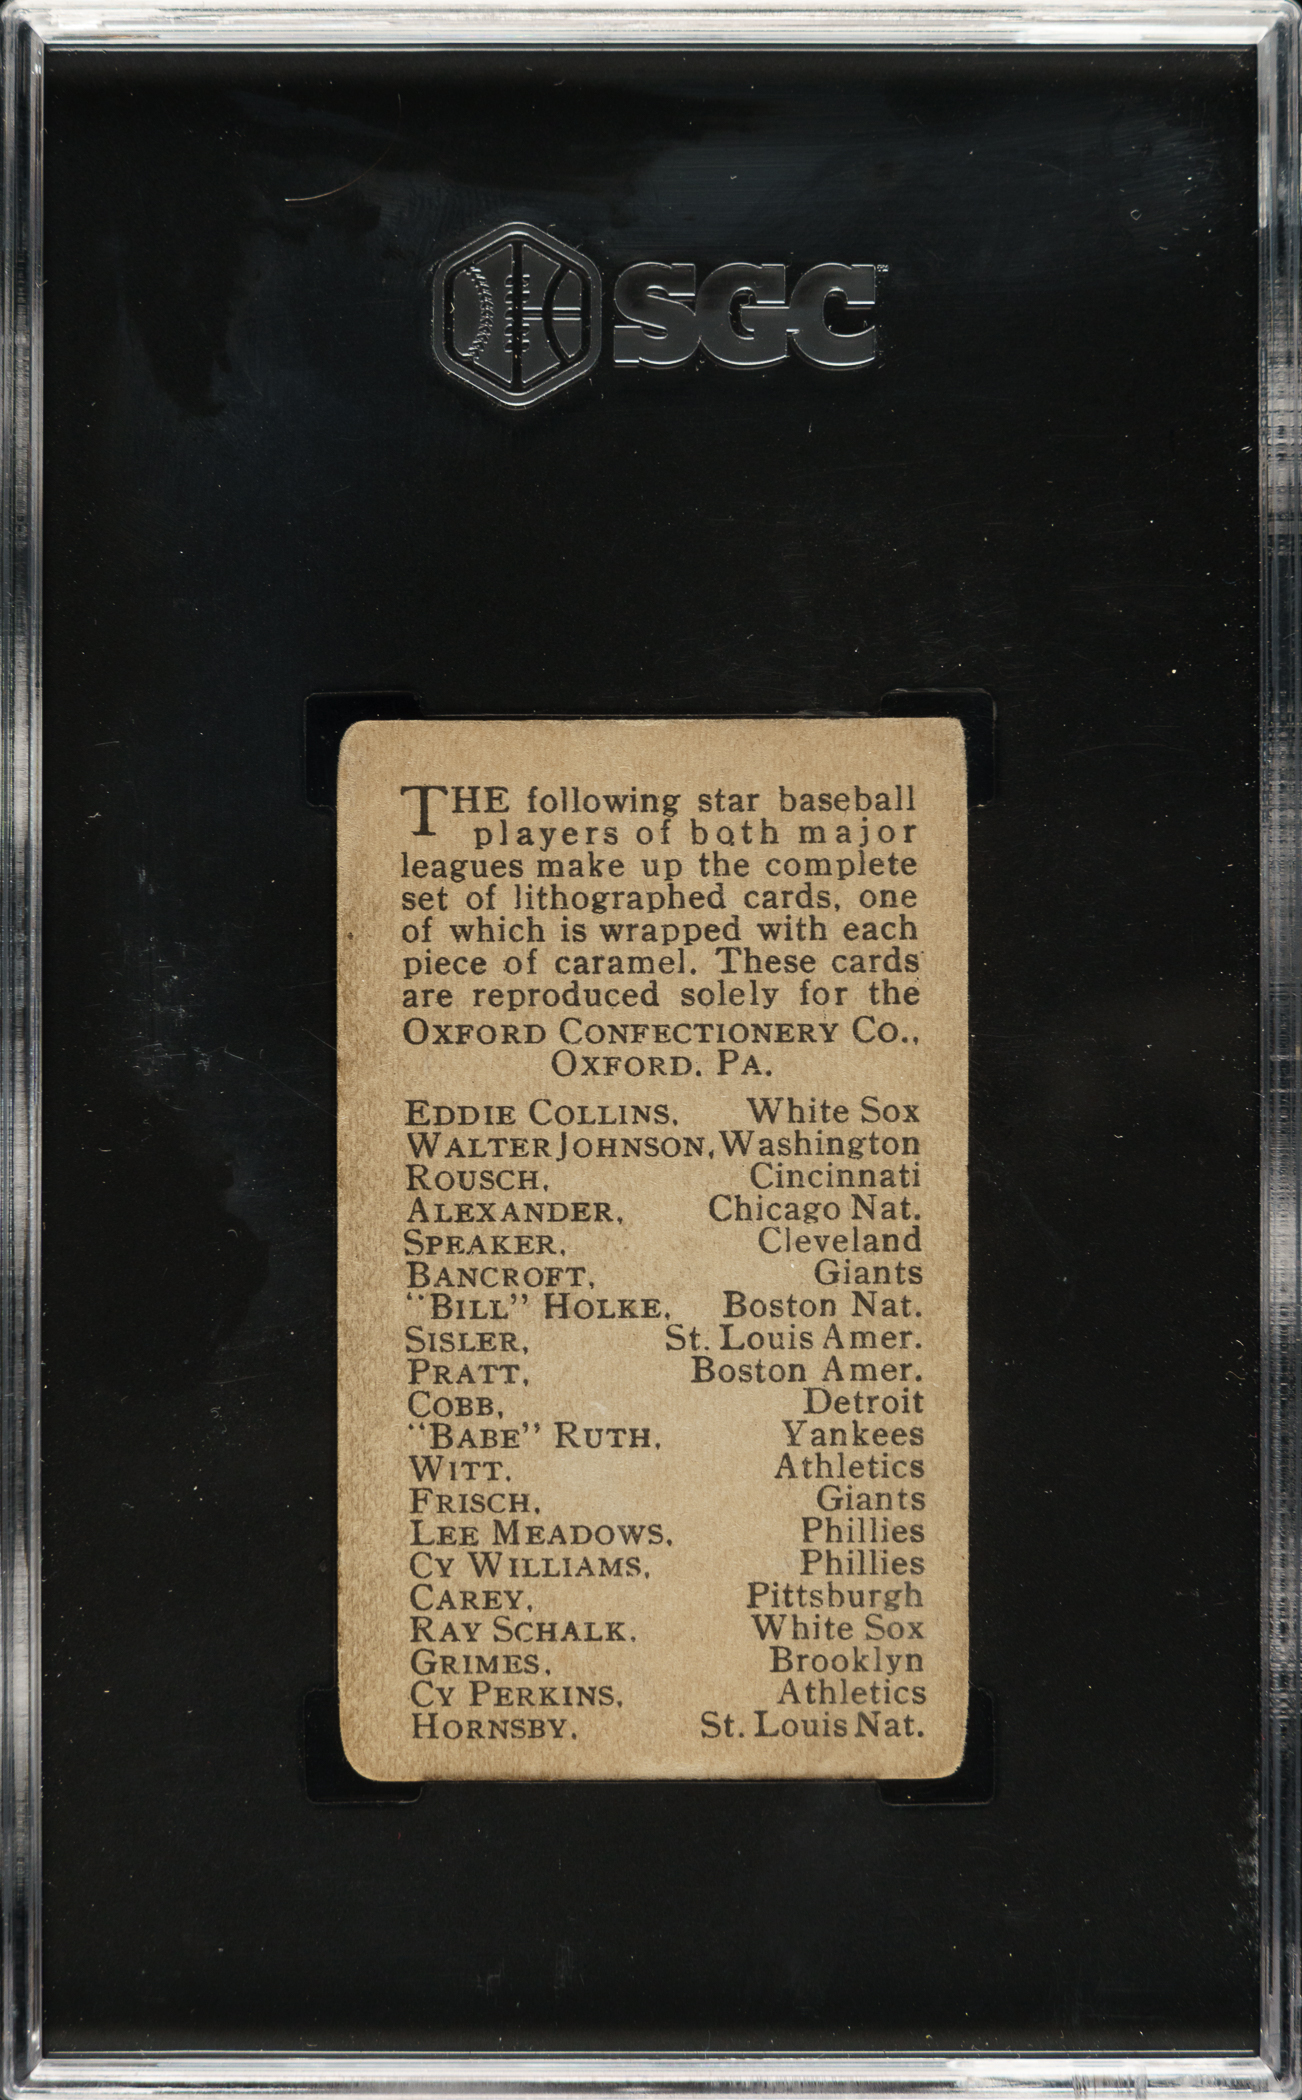 SGC
THE following star baseball
players of both major
leagues make up the complete
set of lithographed cards, one
of which is wrapped with each
piece of caramel. These cards
are reproduced solely for the
OXFORD CONFECTIONERY CO.,
OXFORD, PA.
EDDIE COLLINS, White Sox
WALTER JOHNSON, Washington
ROUSCH, Cincinnati
ALEXANDER, Chicago Nat.
SPEAKER, Cleveland
BANCROFT, Giants
"BILL" HOLKE, Boston Nat.
SISLER, St. Louis Amer.
PRATT, Boston Amer.
COBB, Detroit
"BABE" RUTH, Yankees
WITT, Athletics
FRISCH, Giants
LEE MEADOWS, Phillies
CY WILLIAMS, Phillies
CAREY, Pittsburgh
RAY SCHALK, White Sox
GRIMES, Brooklyn
CY PERKINS, Athletics
HORNSBY, St. Louis Nat.